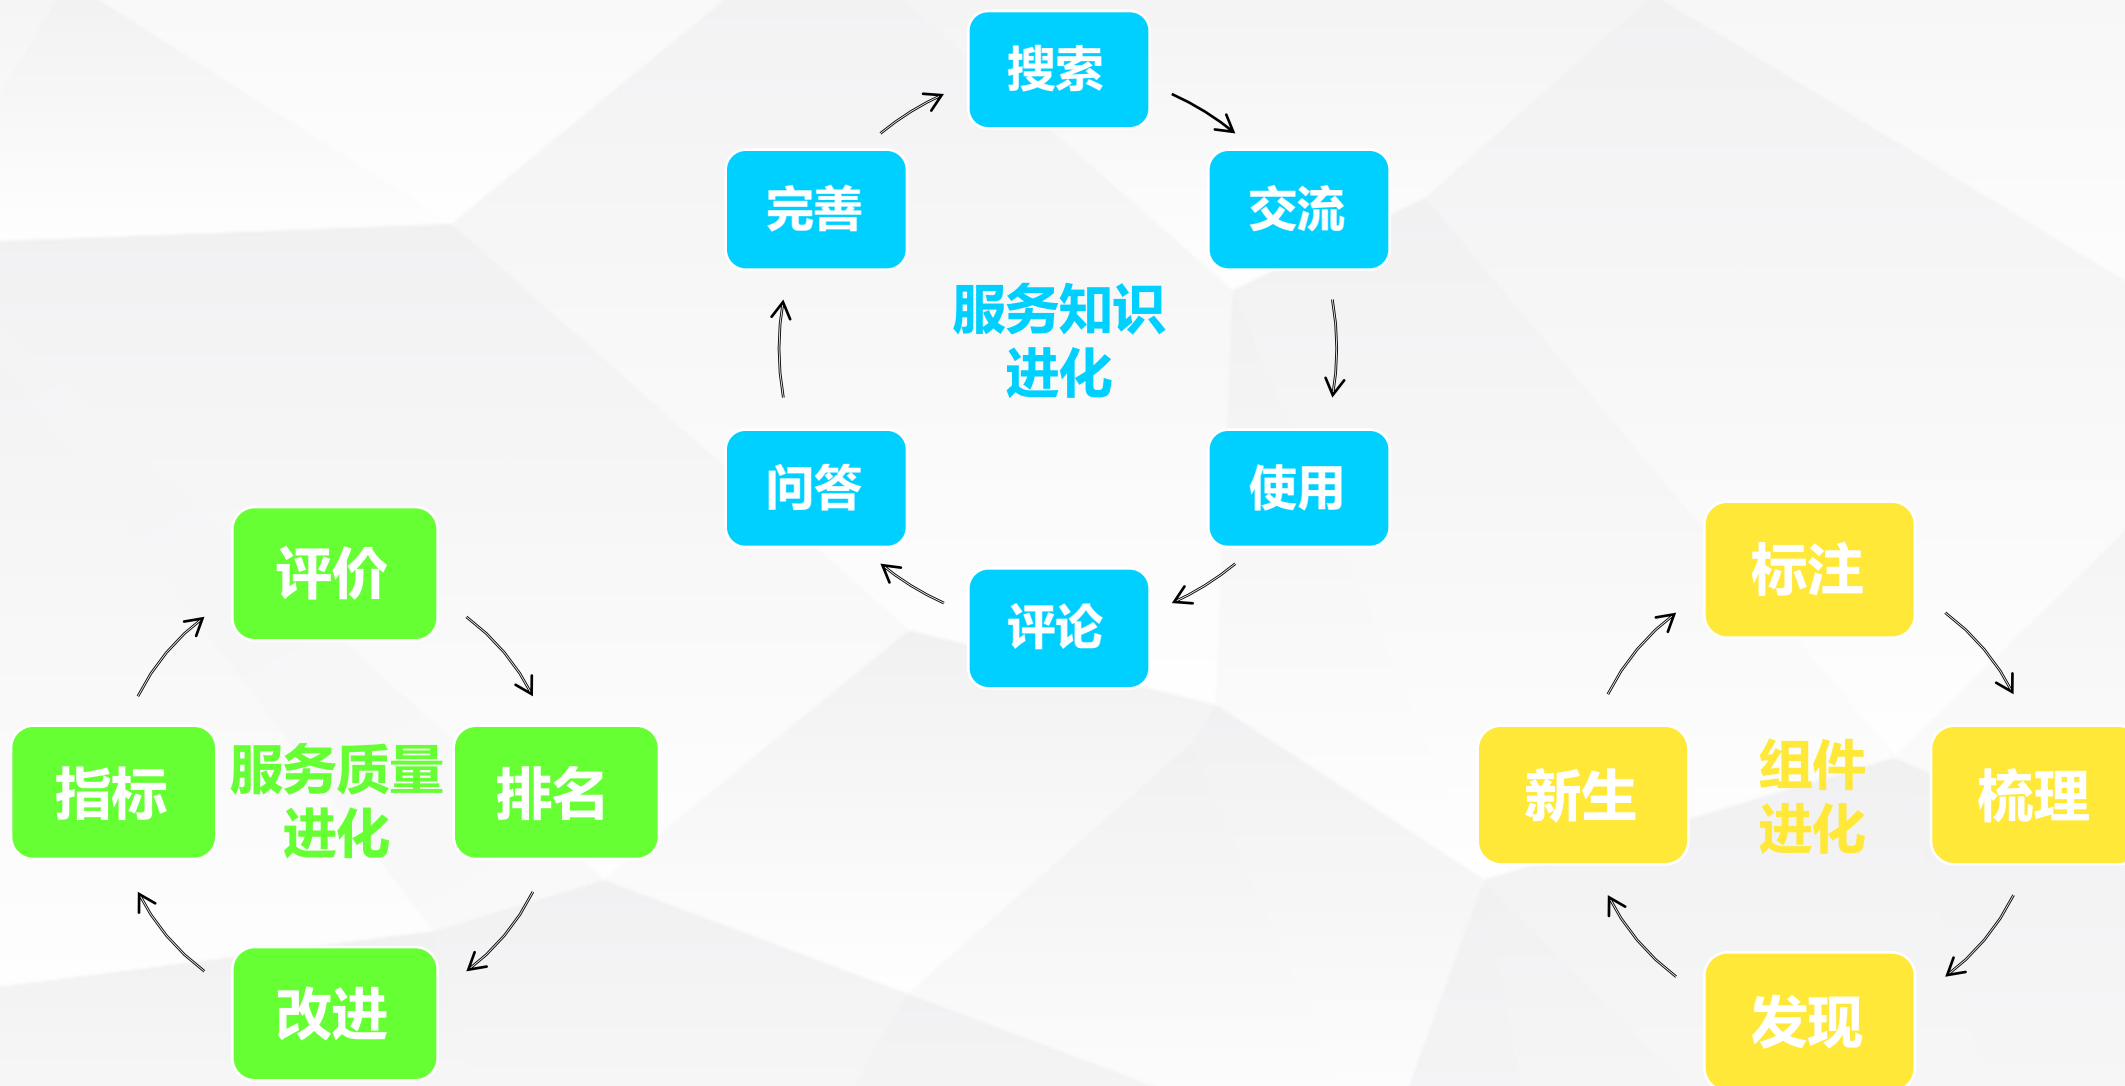 搜索
完善
交流
服务知识
进化
问答
使用
评论
评价
指标
服务质量
进化
排名
改进
标注
新生
组件
进化
梳理
发现